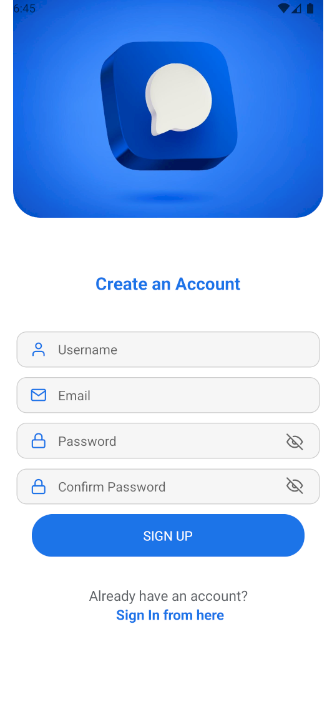 6:45
Create an Account
Username
Email
Password
Confirm Password
SIGN UP
Already have an account?
Sign In from here